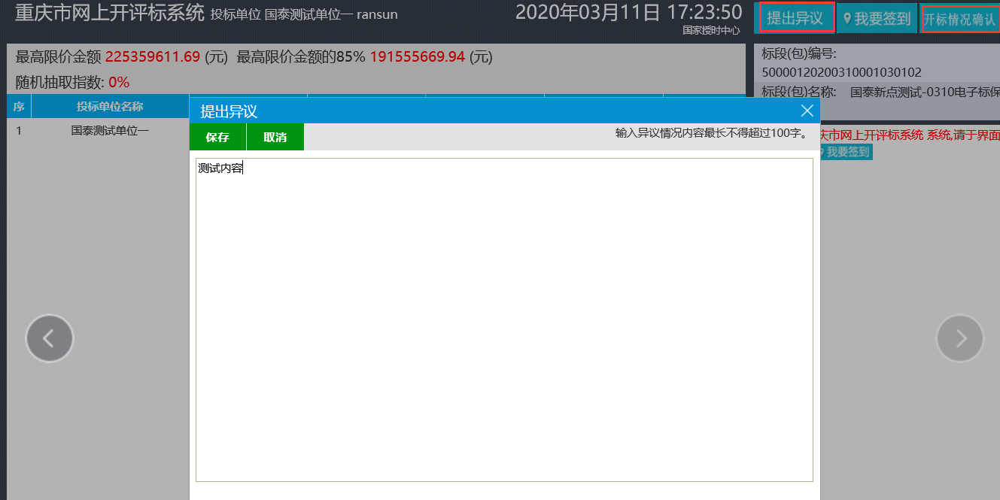 重庆市网上开评标系统 投标单位 国泰测试单位一 ransun
2020年03月11日 17:23:50
国家授时中心
提出异议
我要签到
开标情况确认
最高限价金额 225359611.69 (元) 最高限价金额的85% 191555669.94 (元)
随机抽取指数: 0%
标段(包)编号:
50000120200310001030102
标段(包)名称: 国泰新点测试-0310电子标保
序
投标单位名称
1
国泰测试单位一
提出异议
保存
取消
输入异议情况内容最长不得超过100字。
测试内容
庆市网上开评标系统 系统,请于界面
我要签到